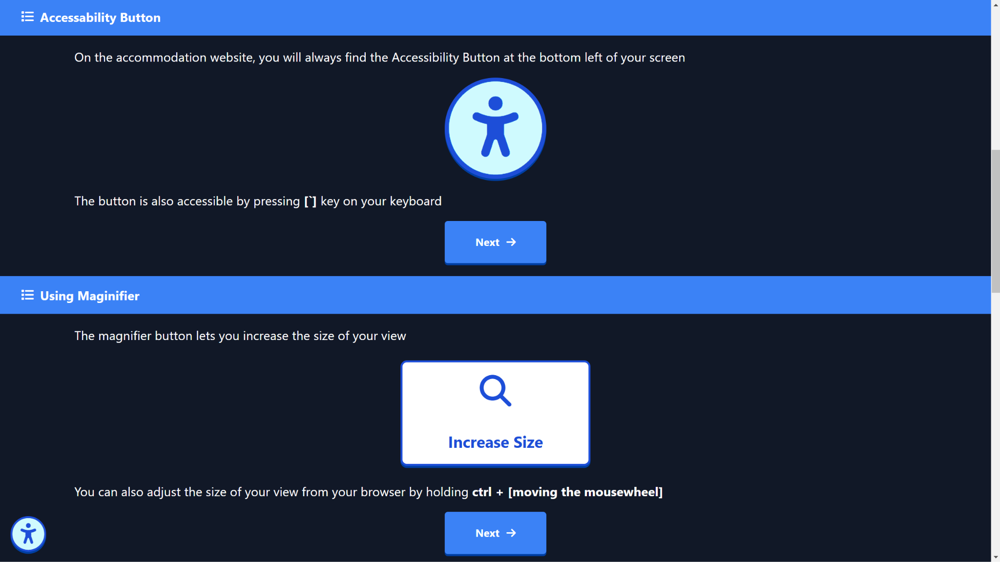 Accessability Button
On the accommodation website, you will always find the Accessibility Button at the bottom left of your screen
The button is also accessible by pressing [`] key on your keyboard
Next
Using Maginifier
The magnifier button lets you increase the size of your view
Increase Size
You can also adjust the size of your view from your browser by holding ctrl + [moving the mousewheel]
Next